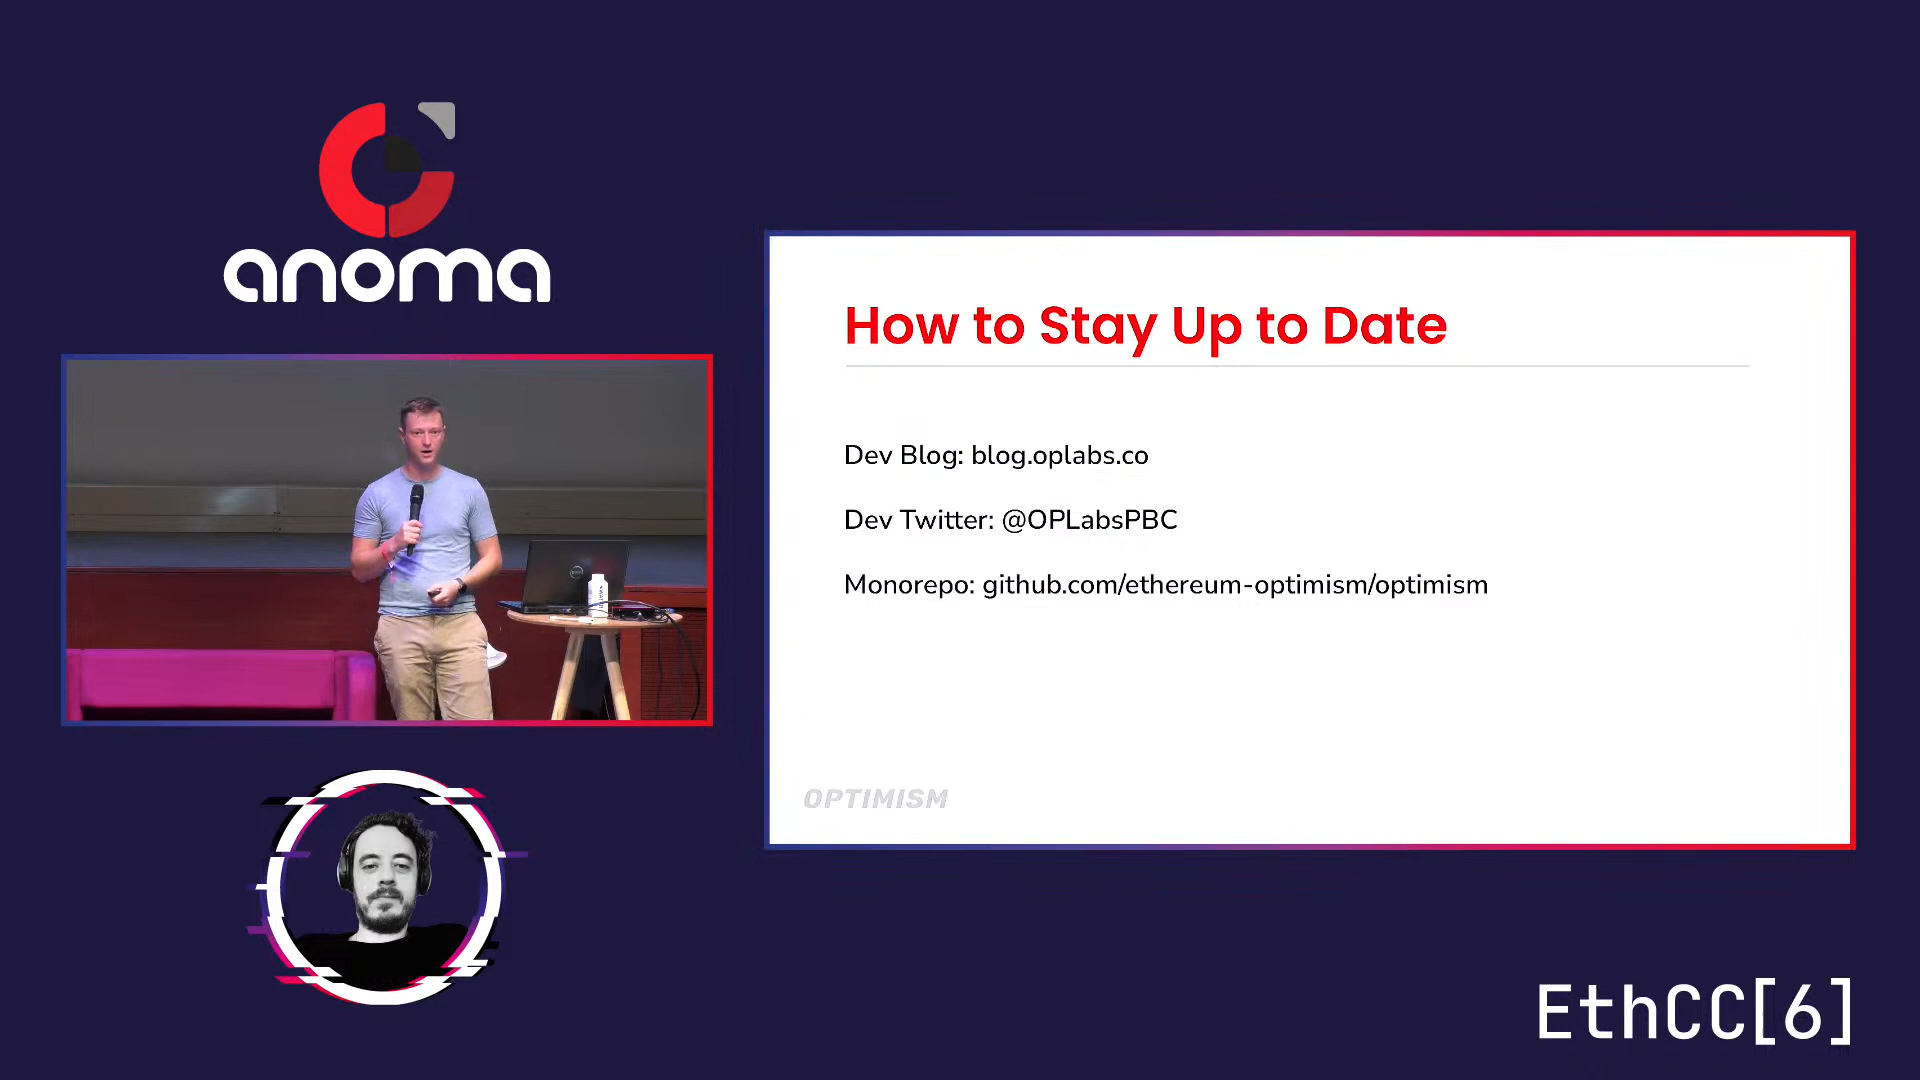 anoma
How to Stay Up to Date
Dev Blog: blog.oplabs.co
Dev Twitter: @OPLabsPBC
Monorepo: github.com/ethereum-optimism/optimism
OPTIMISM
EthCC[6]